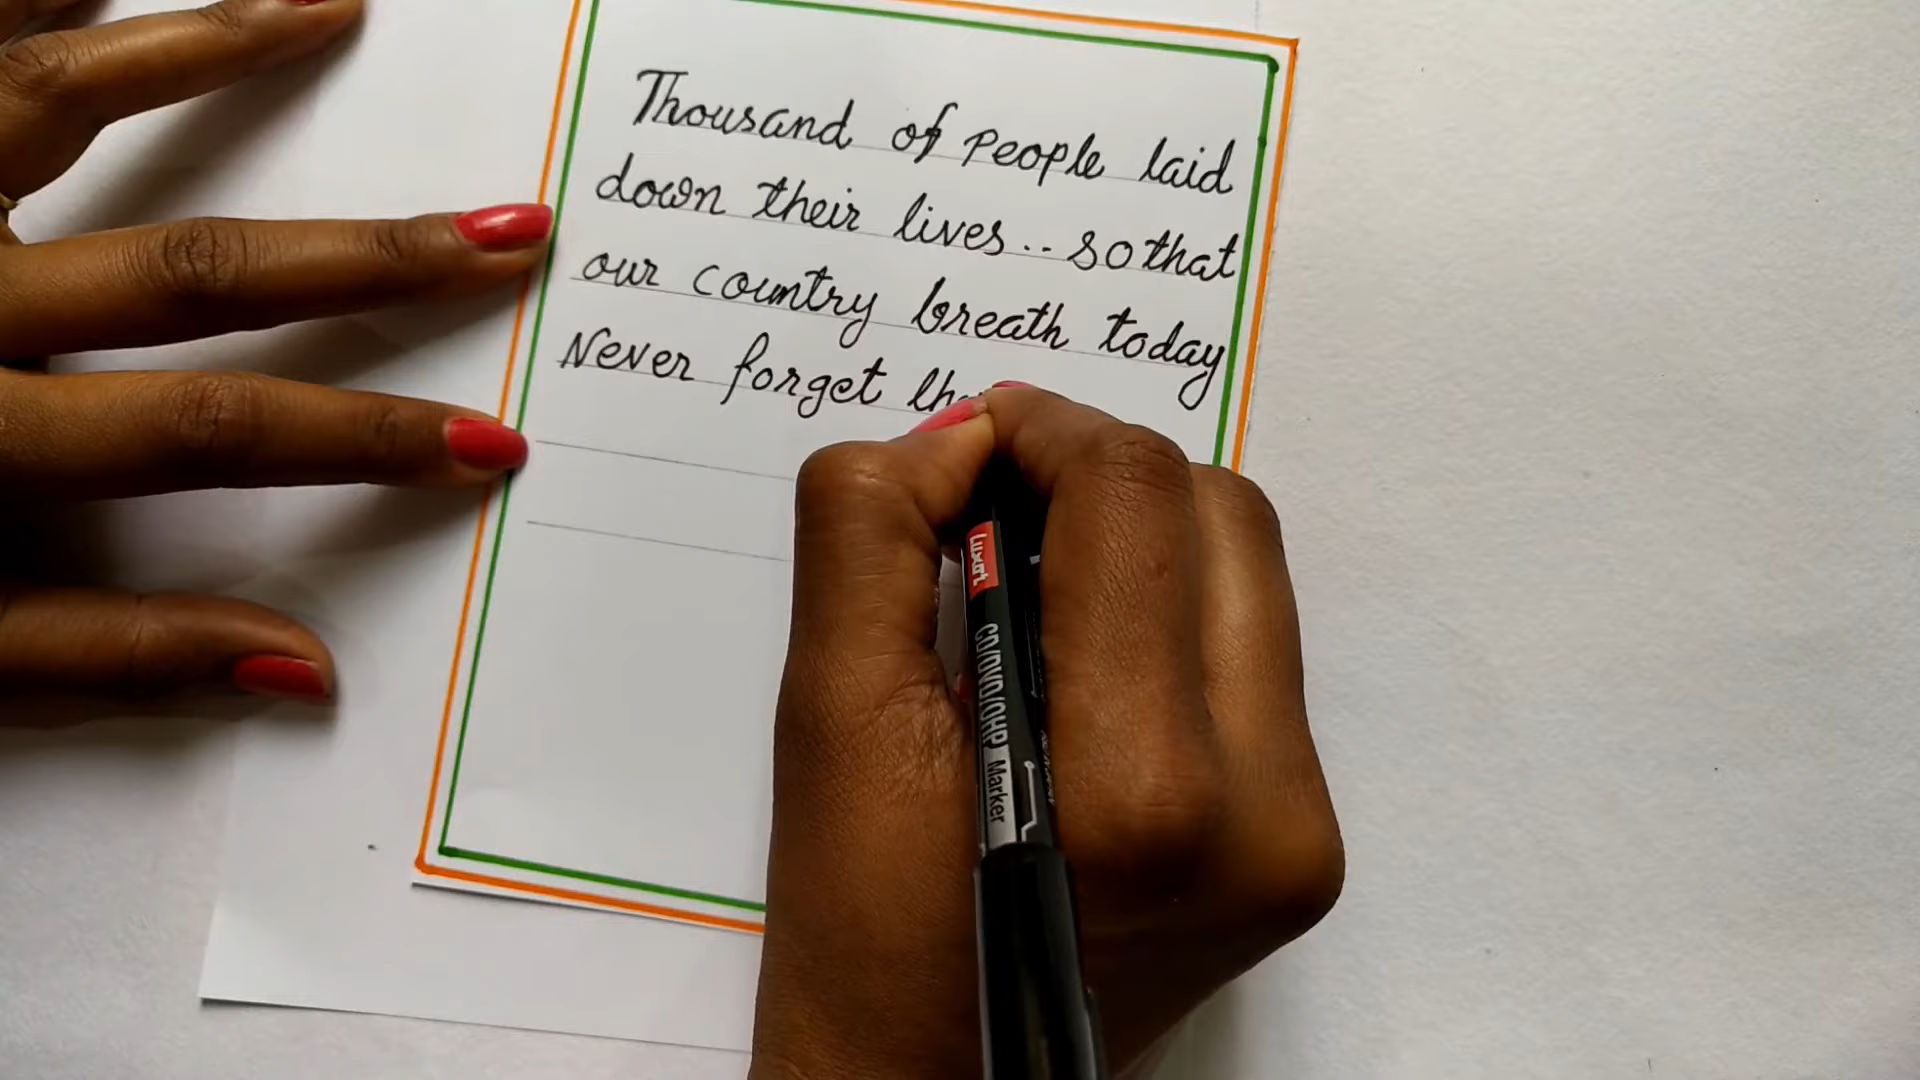 Thousand of people laid
down their lives.. so that
our country breath today
Never forget
Luxor
CD/DVD/OHP Marker